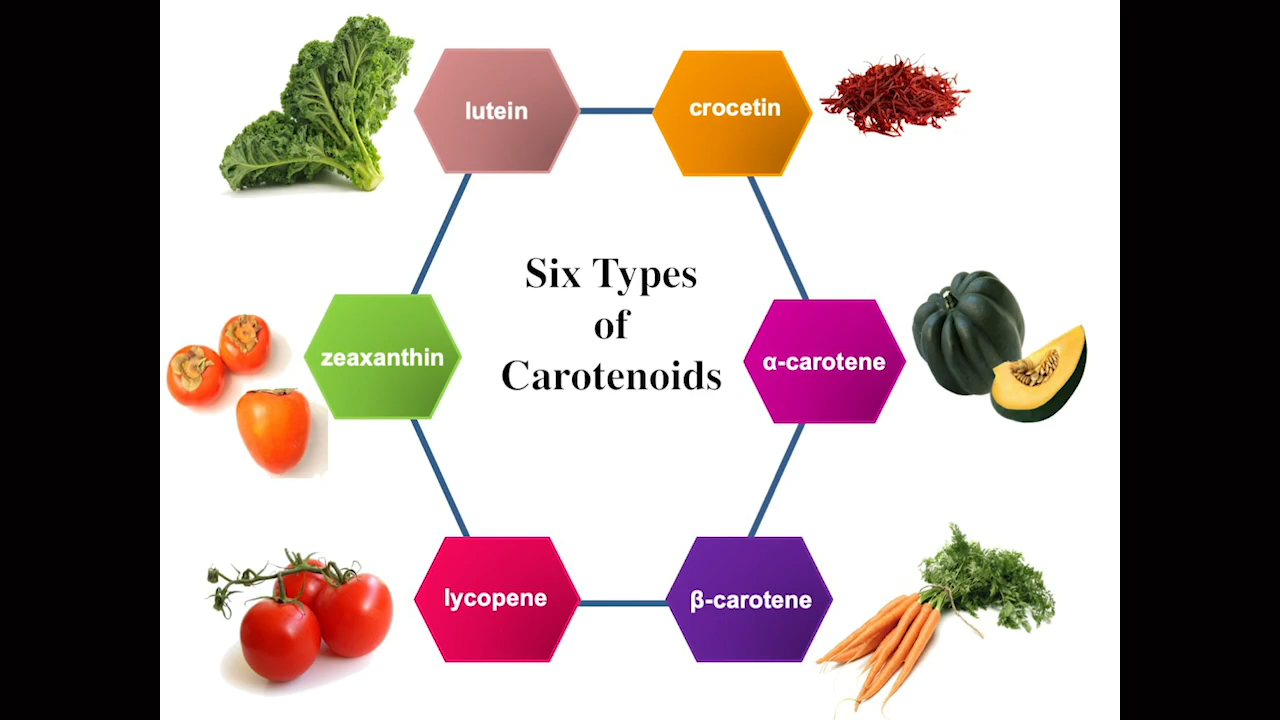 lutein
crocetin
Six Types
of
Carotenoids
zeaxanthin
α-carotene
lycopene
β-carotene